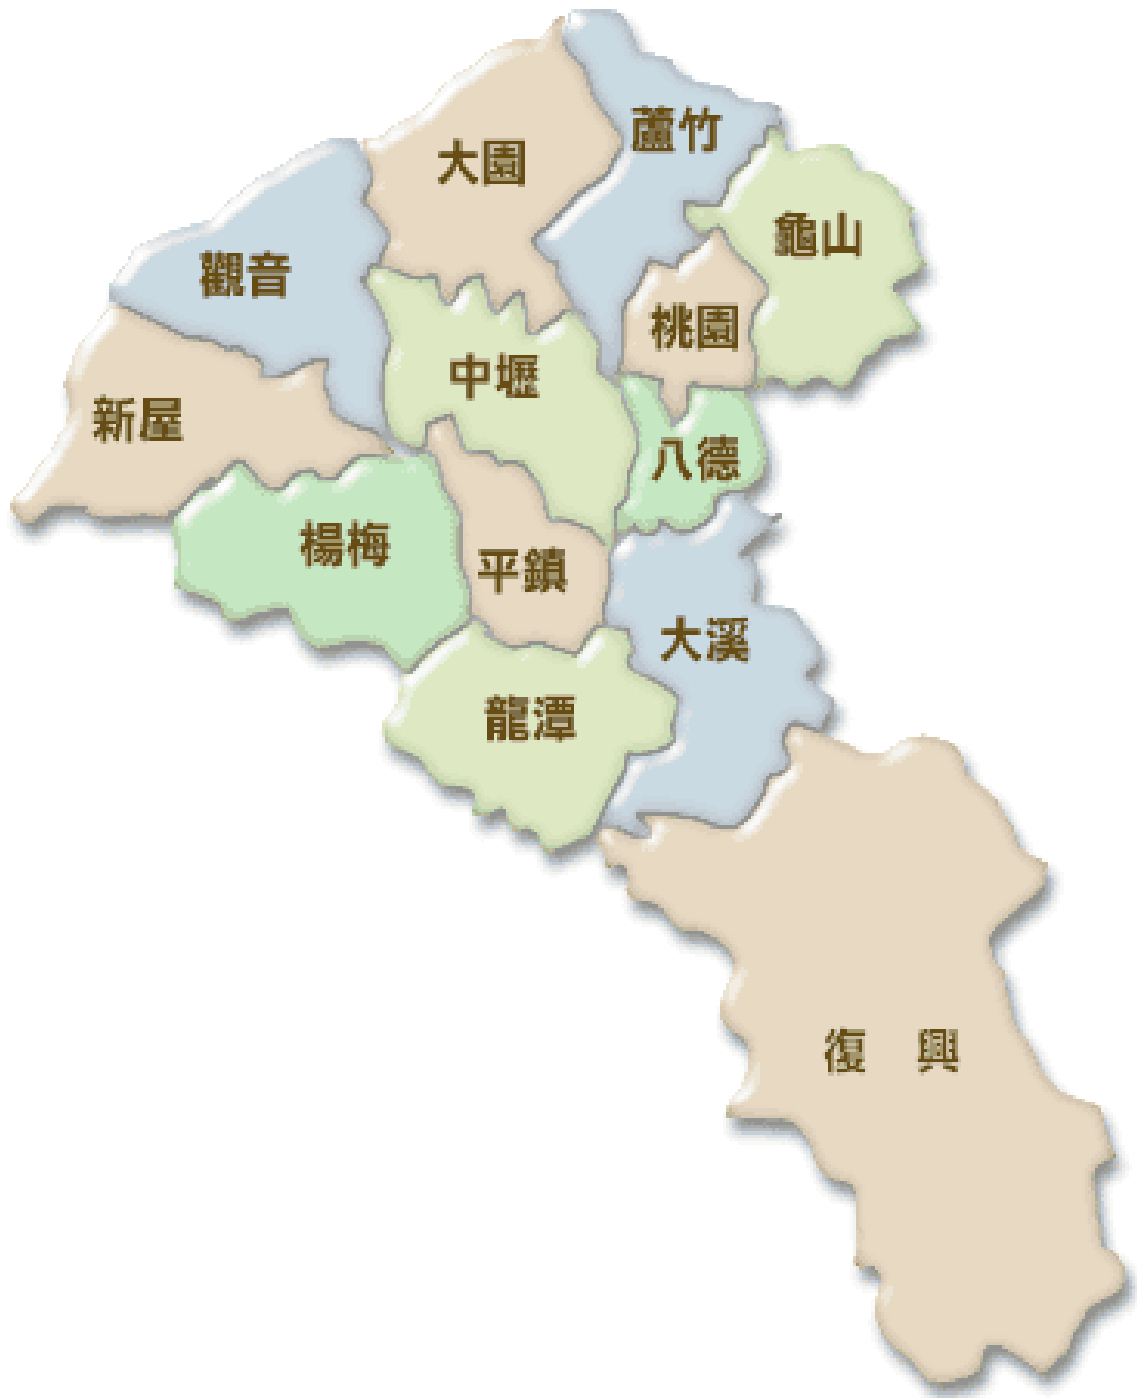 蘆竹
大園
龜山
觀音
桃園
中壢
新屋
八德
楊梅
平鎮
大溪
龍潭
復 興